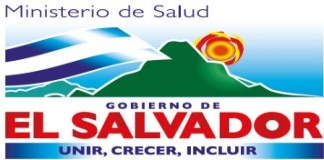 Ministerio de Salud
GOBIERNO DE
EL SALVADOR
UNIR, CRECER, INCLUIR